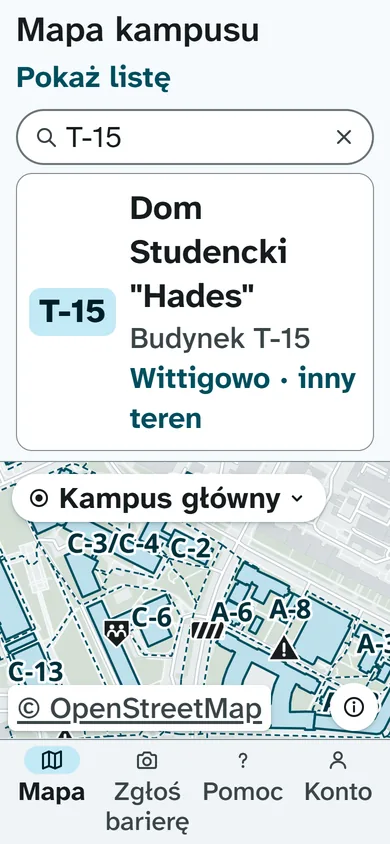 Mapa kampusu
Pokaż listę
T-15
Dom
Studencki
"Hades"
T-15
Budynek T-15
Wittigowo · inny
teren
Kampus główny
C-3/C-4
C-2
C-6
A-6
A-8
C-13
© OpenStreetMap
Mapa
Zgłoś
barierę
Pomoc
Konto